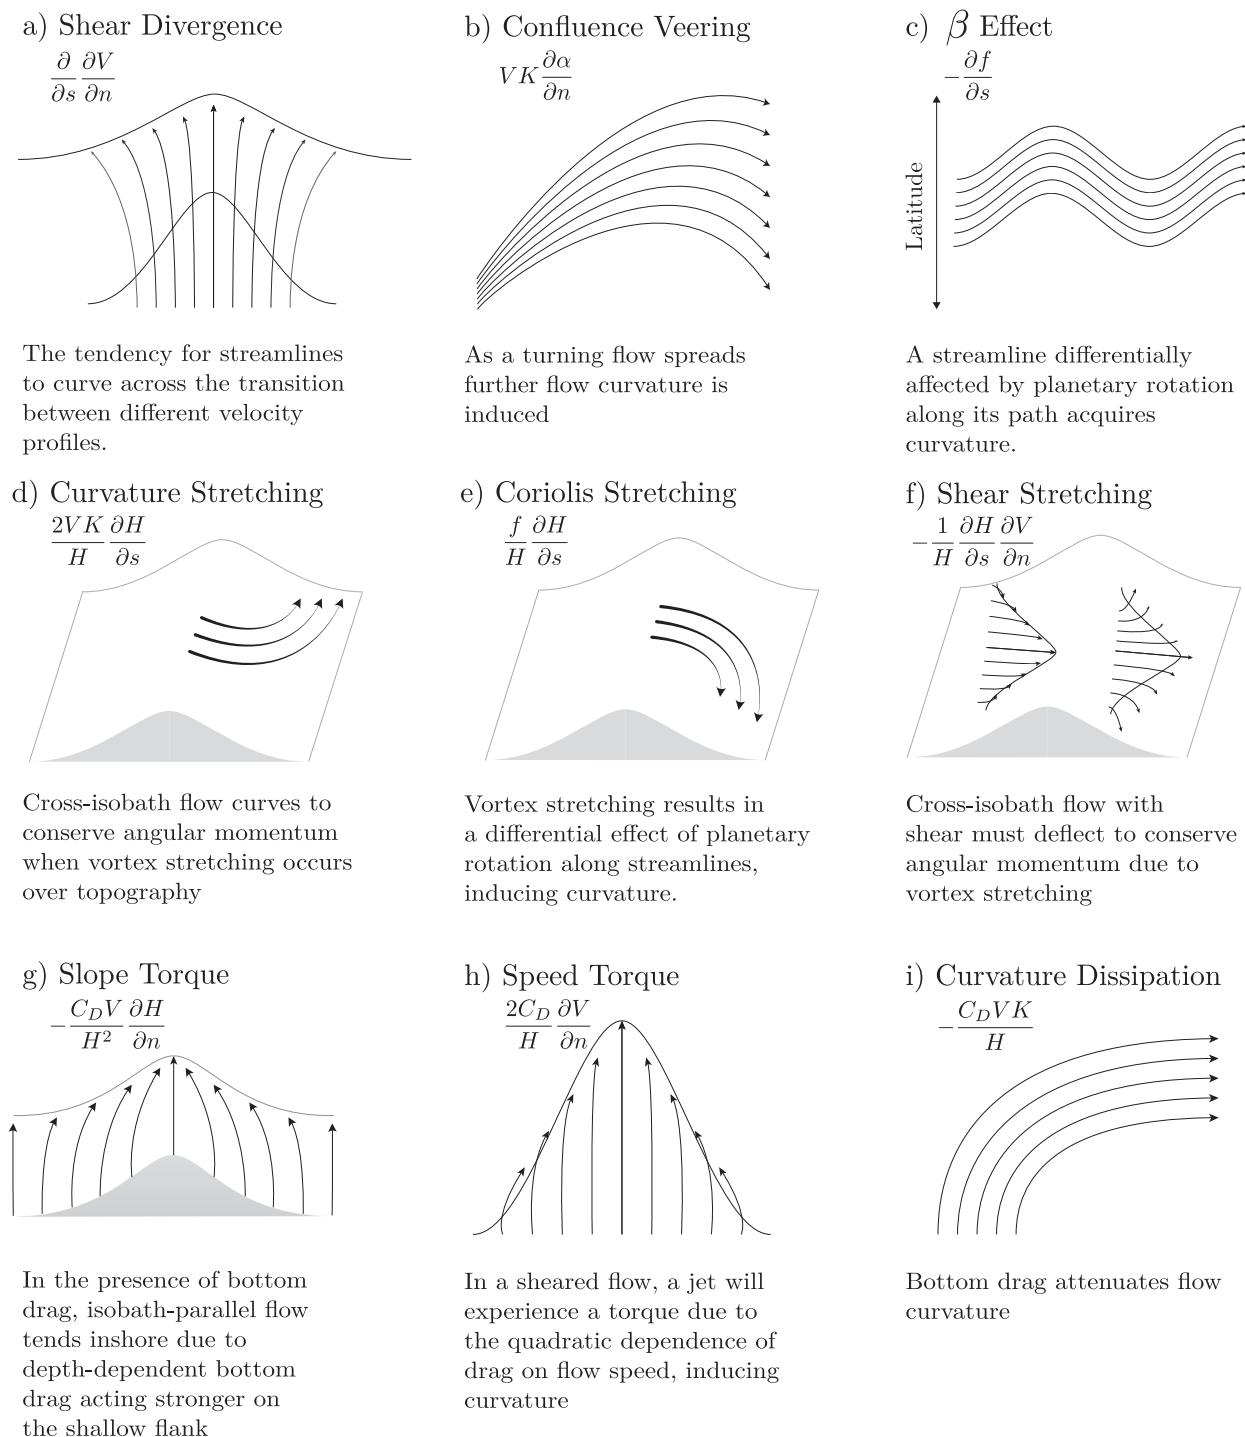 a) Shear Divergence
∂/∂s ∂V/∂n
The tendency for streamlines
to curve across the transition
between different velocity
profiles.
b) Confluence Veering
VK ∂α/∂n
As a turning flow spreads
further flow curvature is
induced
c) β Effect
−∂f/∂s
Latitude
A streamline differentially
affected by planetary rotation
along its path acquires
curvature.
d) Curvature Stretching
2VK/H ∂H/∂s
Cross-isobath flow curves to
conserve angular momentum
when vortex stretching occurs
over topography
e) Coriolis Stretching
f/H ∂H/∂s
Vortex stretching results in
a differential effect of planetary
rotation along streamlines,
inducing curvature.
f) Shear Stretching
−1/H ∂H/∂s ∂V/∂n
Cross-isobath flow with
shear must deflect to conserve
angular momentum due to
vortex stretching
g) Slope Torque
−C_D V/H² ∂H/∂n
In the presence of bottom
drag, isobath-parallel flow
tends inshore due to
depth-dependent bottom
drag acting stronger on
the shallow flank
h) Speed Torque
2C_D/H ∂V/∂n
In a sheared flow, a jet will
experience a torque due to
the quadratic dependence of
drag on flow speed, inducing
curvature
i) Curvature Dissipation
−C_D VK/H
Bottom drag attenuates flow
curvature